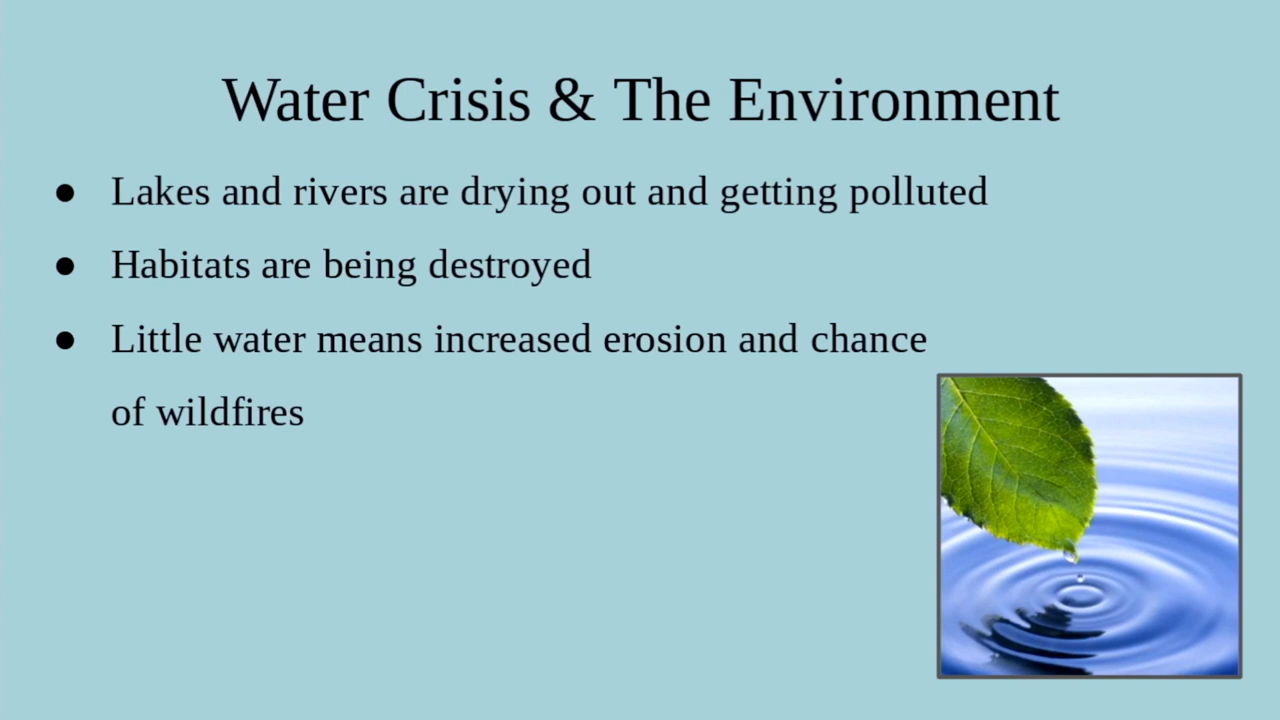 Water Crisis & The Environment
● Lakes and rivers are drying out and getting polluted
● Habitats are being destroyed
● Little water means increased erosion and chance
of wildfires